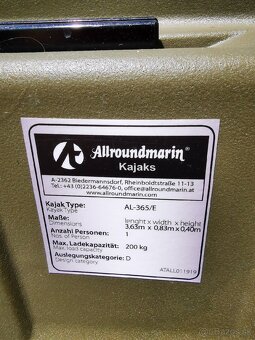 Allroundmarin®
Kajaks
A-2362 Biedermannsdorf, Rheinboldtstraße 11-13
Tel.: +43 (0)2236-64676-0, office@allroundmarin.at
www.allroundmarin.com
Kajak Type: AL-365/E
Kayak Type
Maße: lenght x width x height
Dimensions 3,63m x 0,83m x 0,40m
Anzahl Personen: 1
Nos. of Person
Max. Ladekapazität: 200 kg
Max. load capacity
Auslegungskategorie: D
Design category
ATALL011919